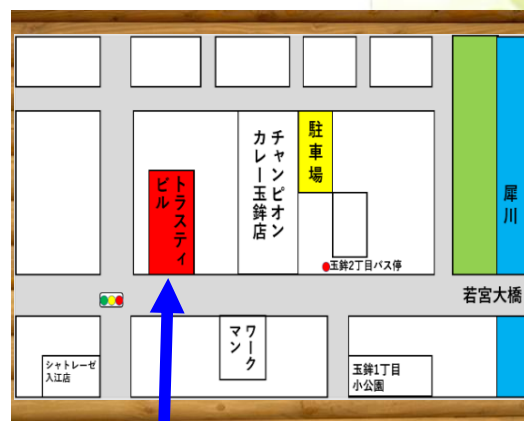 駐車場
チャンピオン
カレー玉鉾店
トラスティ
ビル
犀川
玉鉾2丁目バス停
若宮大橋
ワーク
マン
シャトレーゼ
入江店
玉鉾1丁目
小公園